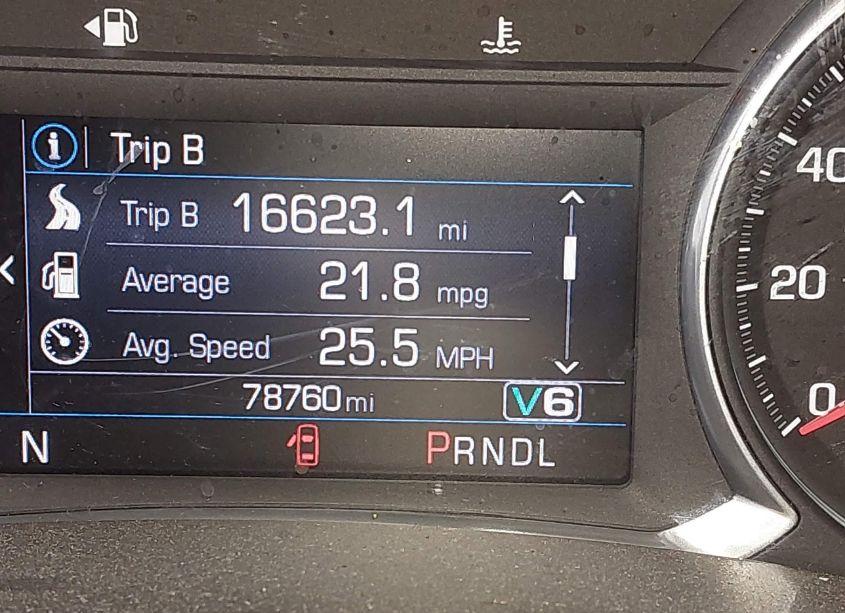 Trip B
Trip B 16623.1 mi
Average 21.8 mpg
Avg. Speed 25.5 MPH
78760 mi V6
N PRNDL
40
20
0